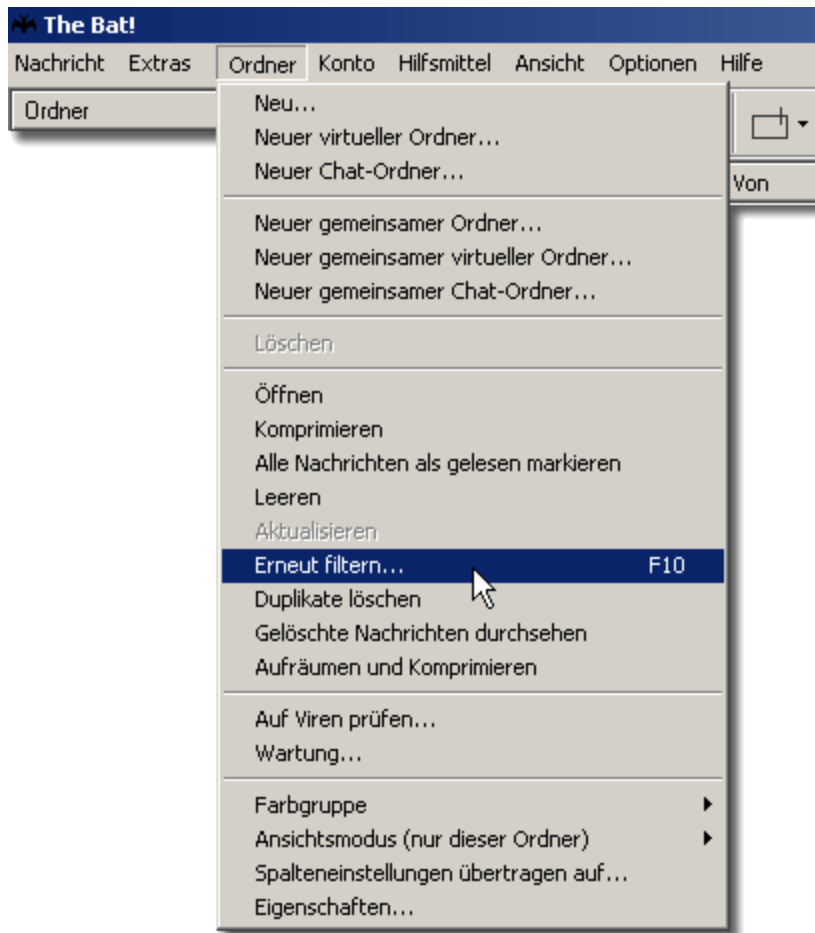 The Bat!
Nachricht Extras Ordner Konto Hilfsmittel Ansicht Optionen Hilfe
Ordner
Von
Neu...
Neuer virtueller Ordner...
Neuer Chat-Ordner...
Neuer gemeinsamer Ordner...
Neuer gemeinsamer virtueller Ordner...
Neuer gemeinsamer Chat-Ordner...
Löschen
Öffnen
Komprimieren
Alle Nachrichten als gelesen markieren
Leeren
Aktualisieren
Erneut filtern... F10
Duplikate löschen
Gelöschte Nachrichten durchsehen
Aufräumen und Komprimieren
Auf Viren prüfen...
Wartung...
Farbgruppe
Ansichtsmodus (nur dieser Ordner)
Spalteneinstellungen übertragen auf...
Eigenschaften...